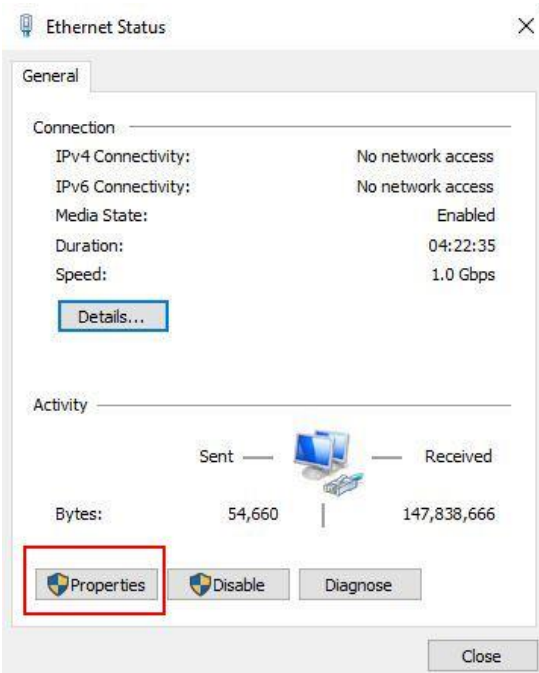 Ethernet Status
General
Connection
IPv4 Connectivity: No network access
IPv6 Connectivity: No network access
Media State: Enabled
Duration: 04:22:35
Speed: 1.0 Gbps
Details...
Activity
Sent Received
Bytes: 54,660 147,838,666
Properties Disable Diagnose
Close